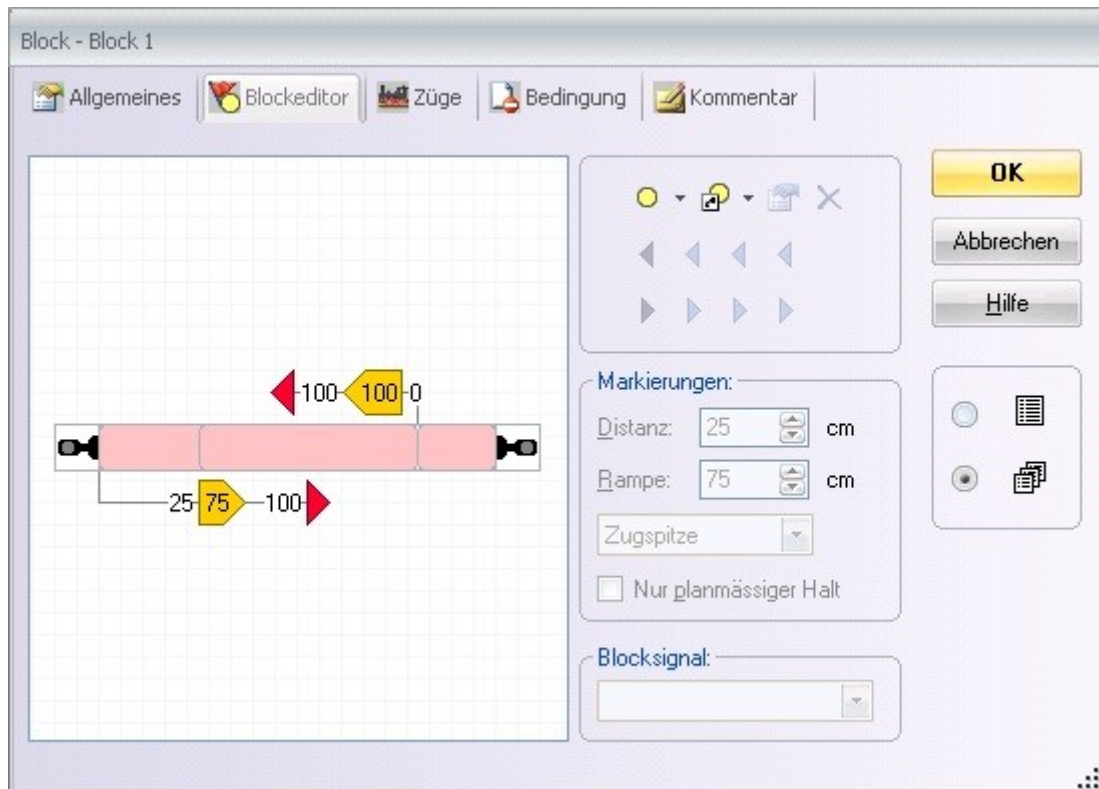 Block - Block 1
Allgemeines Blockeditor Züge Bedingung Kommentar
OK
Abbrechen
Hilfe
100 100 0
25 75 100
Markierungen:
Distanz: 25 cm
Rampe: 75 cm
Zugspitze
Nur planmässiger Halt
Blocksignal: